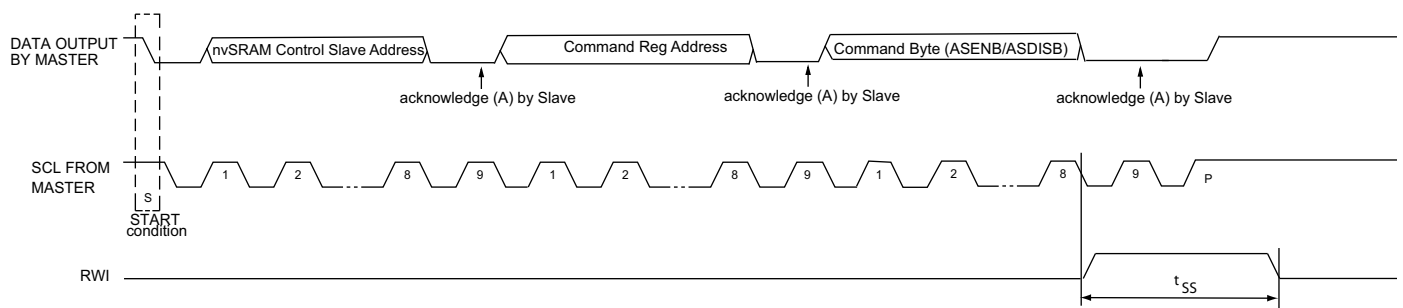 DATA OUTPUT
BY MASTER
nvSRAM Control Slave Address
Command Reg Address
Command Byte (ASENB/ASDISB)
acknowledge (A) by Slave
acknowledge (A) by Slave
acknowledge (A) by Slave
SCL FROM
MASTER
S
1 2 8 9 1 2 8 9 1 2 8 9 P
START
condition
RWI
tSS